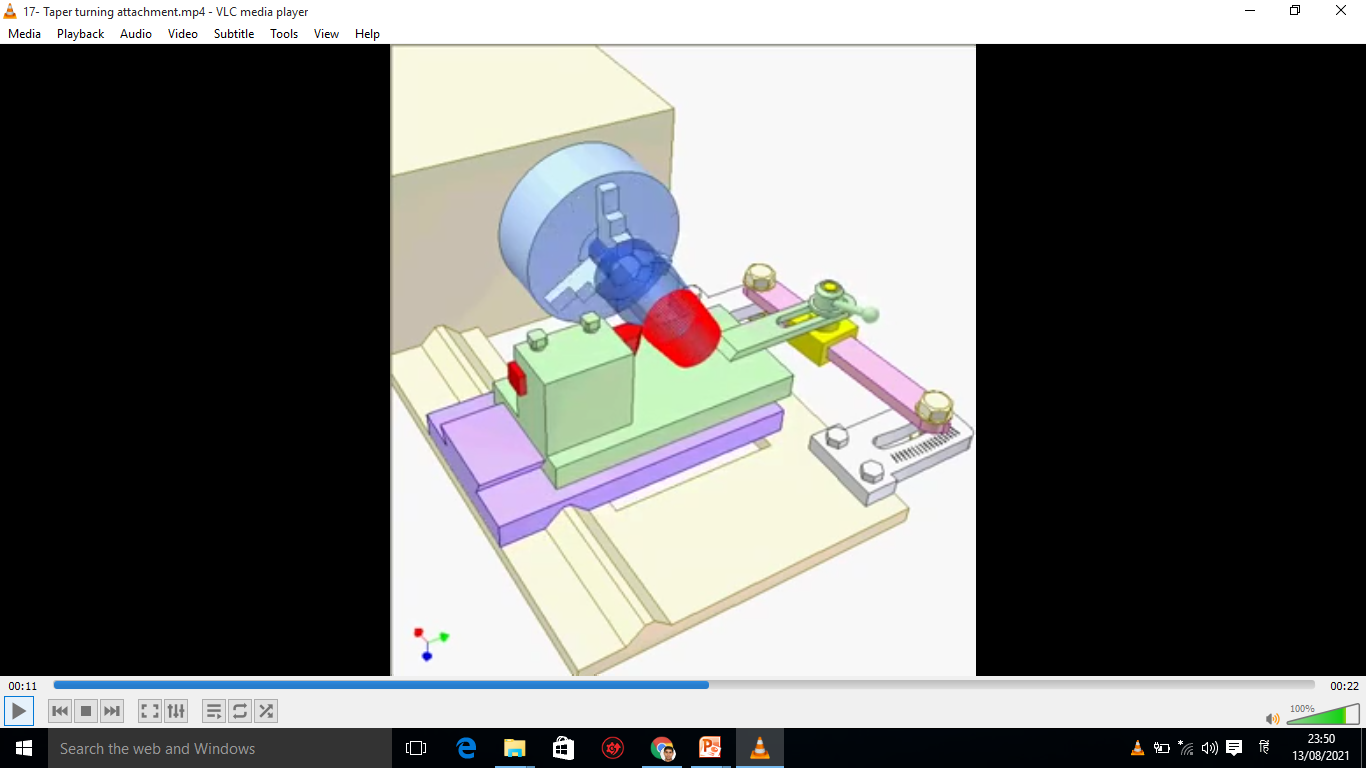 17- Taper turning attachment.mp4 - VLC media player
Media Playback Audio Video Subtitle Tools View Help
00:11
00:22
100%
Search the web and Windows
हिं
23:50
13/08/2021